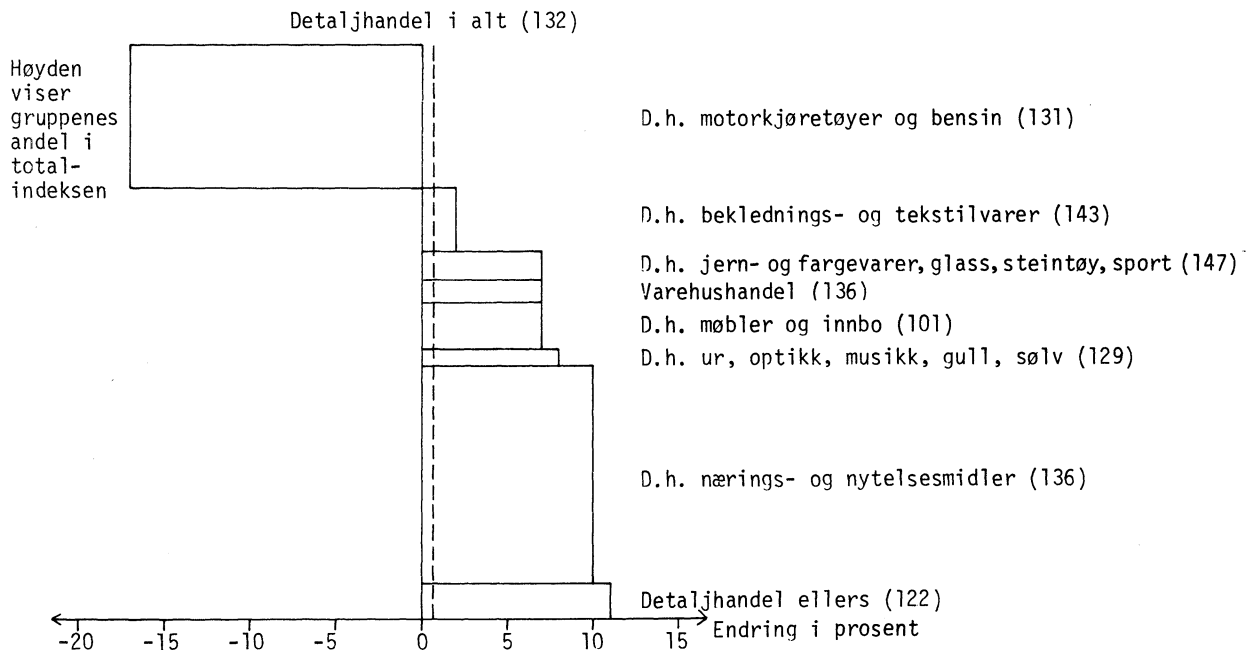 Detaljhandel i alt (132)
Høyden
viser
gruppenes
andel i
total-
indeksen
D.h. motorkjøretøyer og bensin (131)
D.h. beklednings- og tekstilvarer (143)
D.h. jern- og fargevarer, glass, steintøy, sport (147)
Varehushandel (136)
D.h. møbler og innbo (101)
D.h. ur, optikk, musikk, gull, sølv (129)
D.h. nærings- og nytelsesmidler (136)
Detaljhandel ellers (122)
-20 -15 -10 -5 0 5 10 15
Endring i prosent